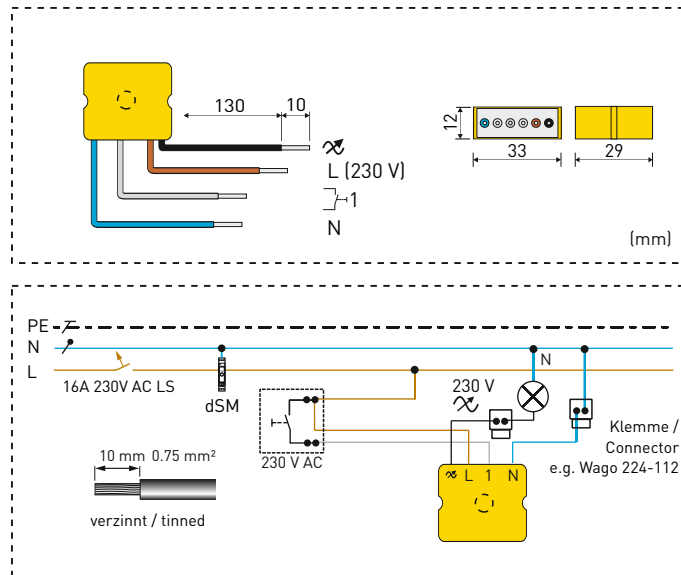 130
10
L (230 V)
1
N
12
33
29
(mm)
PE
N
L
16A 230V AC LS
dSM
N
230 V
230 V AC
Klemme /
Connector
e.g. Wago 224-112
L 1 N
10 mm 0.75 mm²
verzinnt / tinned